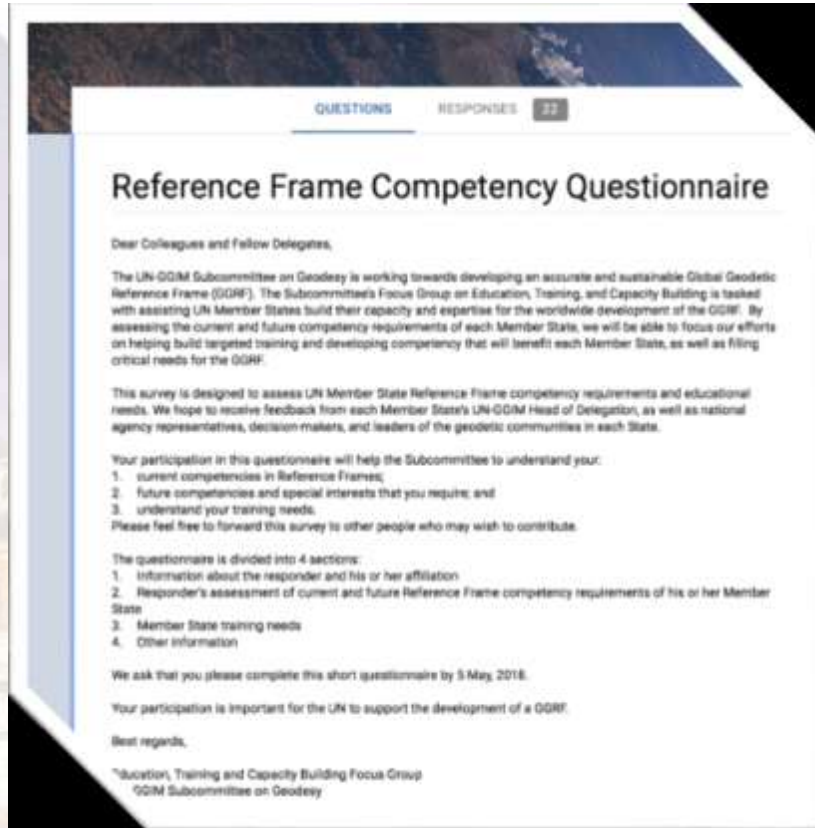 QUESTIONS RESPONSES 22
Reference Frame Competency Questionnaire
Dear Colleagues and Fellow Delegates,
The UN-GGIM Subcommittee on Geodesy is working towards developing an accurate and sustainable Global Geodetic
Reference Frame (GGRF). The Subcommittee's Focus Group on Education, Training, and Capacity Building is tasked
with assisting UN Member States build their capacity and expertise for the worldwide development of the GGRF. By
assessing the current and future competency requirements of each Member State, we will be able to focus our efforts
on helping build targeted training and developing competency that will benefit each Member State, as well as filling
critical needs for the GGRF.
This survey is designed to assess UN Member State Reference Frame competency requirements and educational
needs. We hope to receive feedback from each Member State's UN-GGIM Head of Delegation, as well as national
agency representatives, decision-makers, and leaders of the geodetic communities in each State.
Your participation in this questionnaire will help the Subcommittee to understand your:
1. current competencies in Reference Frames;
2. future competencies and special interests that you require; and
3. understand your training needs.
Please feel free to forward this survey to other people who may wish to contribute.
The questionnaire is divided into 4 sections:
1. Information about the responder and his or her affiliation
2. Responder's assessment of current and future Reference Frame competency requirements of his or her Member
State
3. Member State training needs
4. Other Information
We ask that you please complete this short questionnaire by 5 May, 2018.
Your participation is important for the UN to support the development of a GGRF.
Best regards,
Education, Training and Capacity Building Focus Group
GGIM Subcommittee on Geodesy